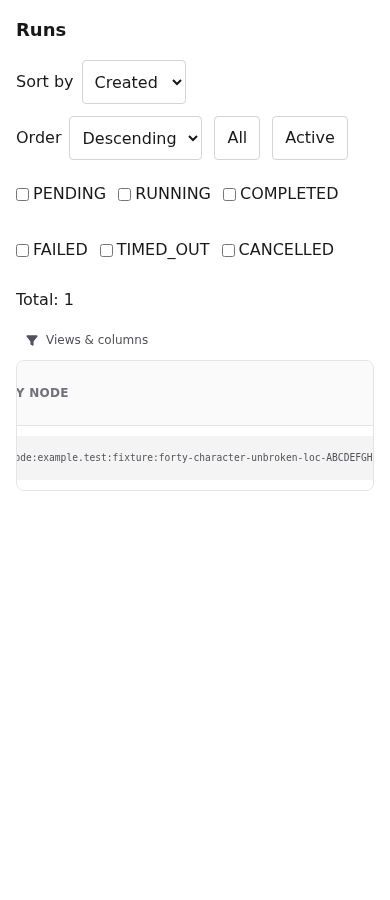 Runs
Sort by Created
Order Descending All Active
PENDING RUNNING COMPLETED
FAILED TIMED_OUT CANCELLED
Total: 1
Views & columns
Y NODE
ode:example.test:fixture:forty-character-unbroken-loc-ABCDEFGH